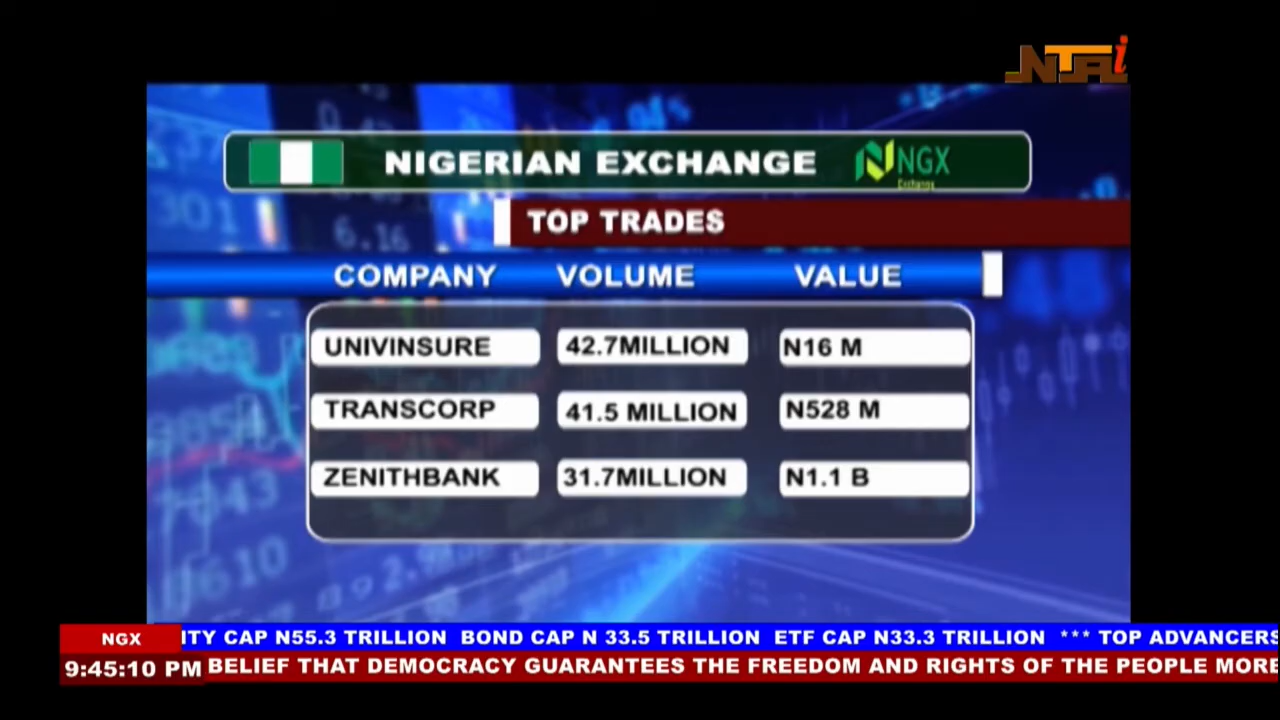 NTAi
NIGERIAN EXCHANGE NGX
Exchange
TOP TRADES
COMPANY VOLUME VALUE
UNIVINSURE 42.7MILLION N16 M
TRANSCORP 41.5 MILLION N528 M
ZENITHBANK 31.7MILLION N1.1 B
NGX ITY CAP N55.3 TRILLION BOND CAP N 33.5 TRILLION ETF CAP N33.3 TRILLION *** TOP ADVANCERS
9:45:10 PM BELIEF THAT DEMOCRACY GUARANTEES THE FREEDOM AND RIGHTS OF THE PEOPLE MORE